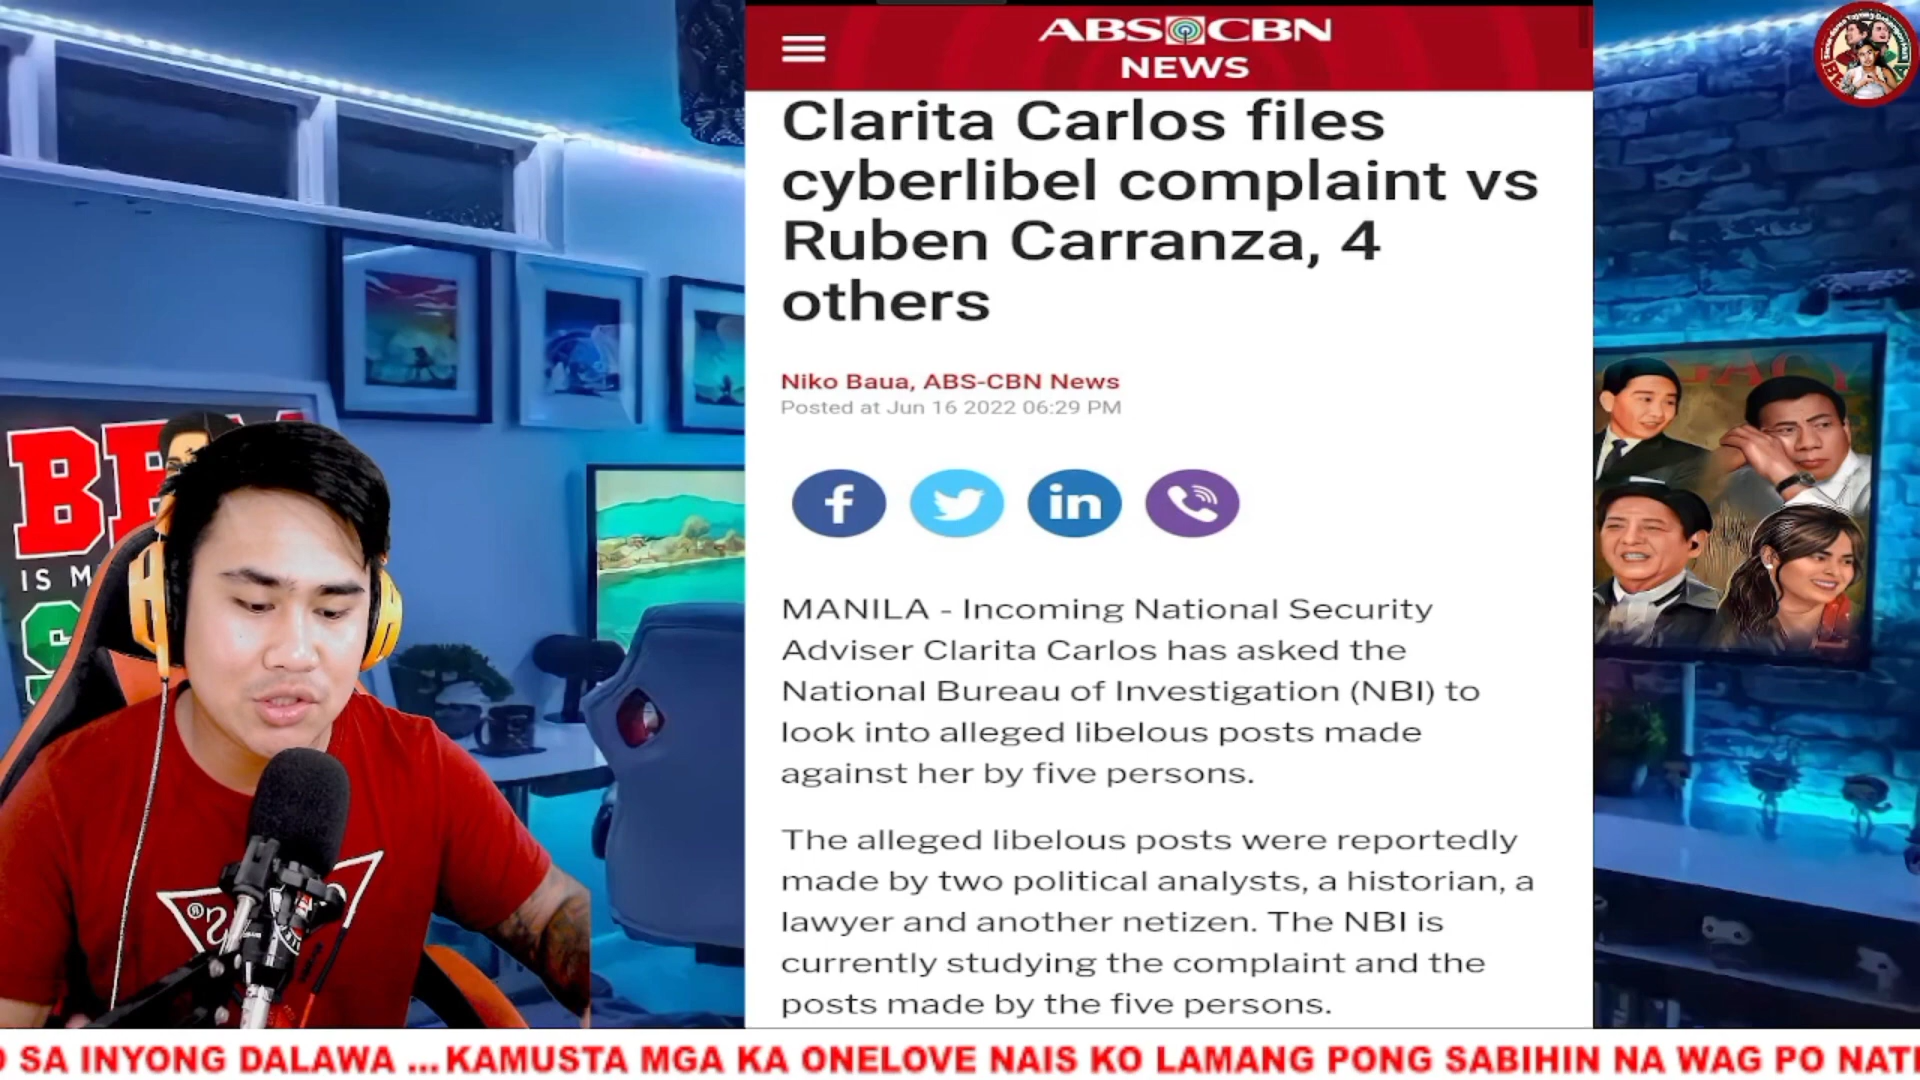 ABS CBN
NEWS
Clarita Carlos files
cyberlibel complaint vs
Ruben Carranza, 4
others
Niko Baua, ABS-CBN News
Posted at Jun 16 2022 06:29 PM
f
in
MANILA - Incoming National Security
Adviser Clarita Carlos has asked the
National Bureau of Investigation (NBI) to
look into alleged libelous posts made
against her by five persons.
The alleged libelous posts were reportedly
made by two political analysts, a historian, a
lawyer and another netizen. The NBI is
currently studying the complaint and the
posts made by the five persons.
IS M
SA INYONG DALAWA ... KAMUSTA MGA KA ONELOVE NAIS KO LAMANG PONG SABIHIN NA WAG PO